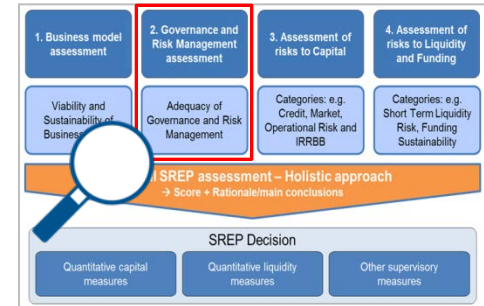 1. Business model
assessment
2. Governance and
Risk Management
assessment
3. Assessment of
risks to Capital
4. Assessment of
risks to Liquidity
and Funding
Viability and
Sustainability of
Business
Adequacy of
Governance and Risk
Management
Categories: e.g.
Credit, Market,
Operational Risk and
IRRBB
Categories: e.g.
Short Term Liquidity
Risk, Funding
Sustainability
SREP assessment – Holistic approach
→ Score + Rationale/main conclusions
SREP Decision
Quantitative capital
measures
Quantitative liquidity
measures
Other supervisory
measures